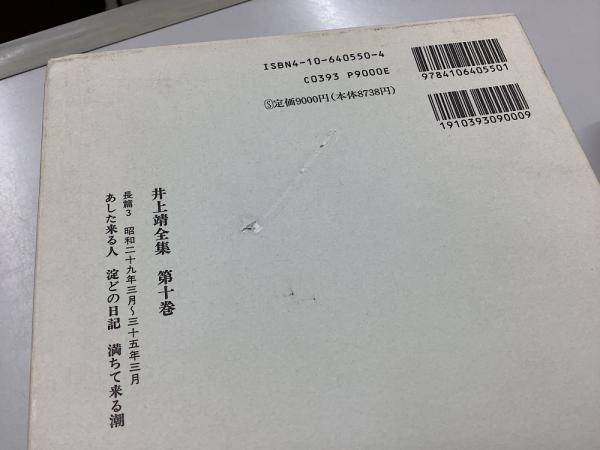 ISBN4-10-640550-4
C0393 P9000E
Ⓢ定価9000円(本体8738円)
9784106405501
1910393090009
井上靖全集 第十巻
長篇3 昭和二十九年三月~三十五年三月
あした来る人 淀どの日記 満ちて来る潮